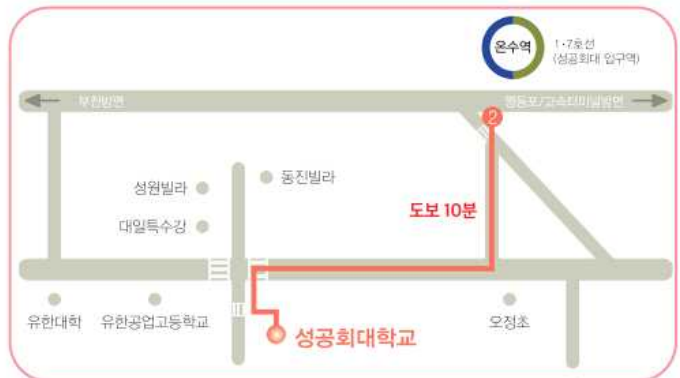 온수역
1·7호선
(성공회대 입구역)
부천방면
영등포/고속터미널방면
2
성원빌라
동진빌라
대일특수강
도보 10분
유한대학
유한공업고등학교
성공회대학교
오정초